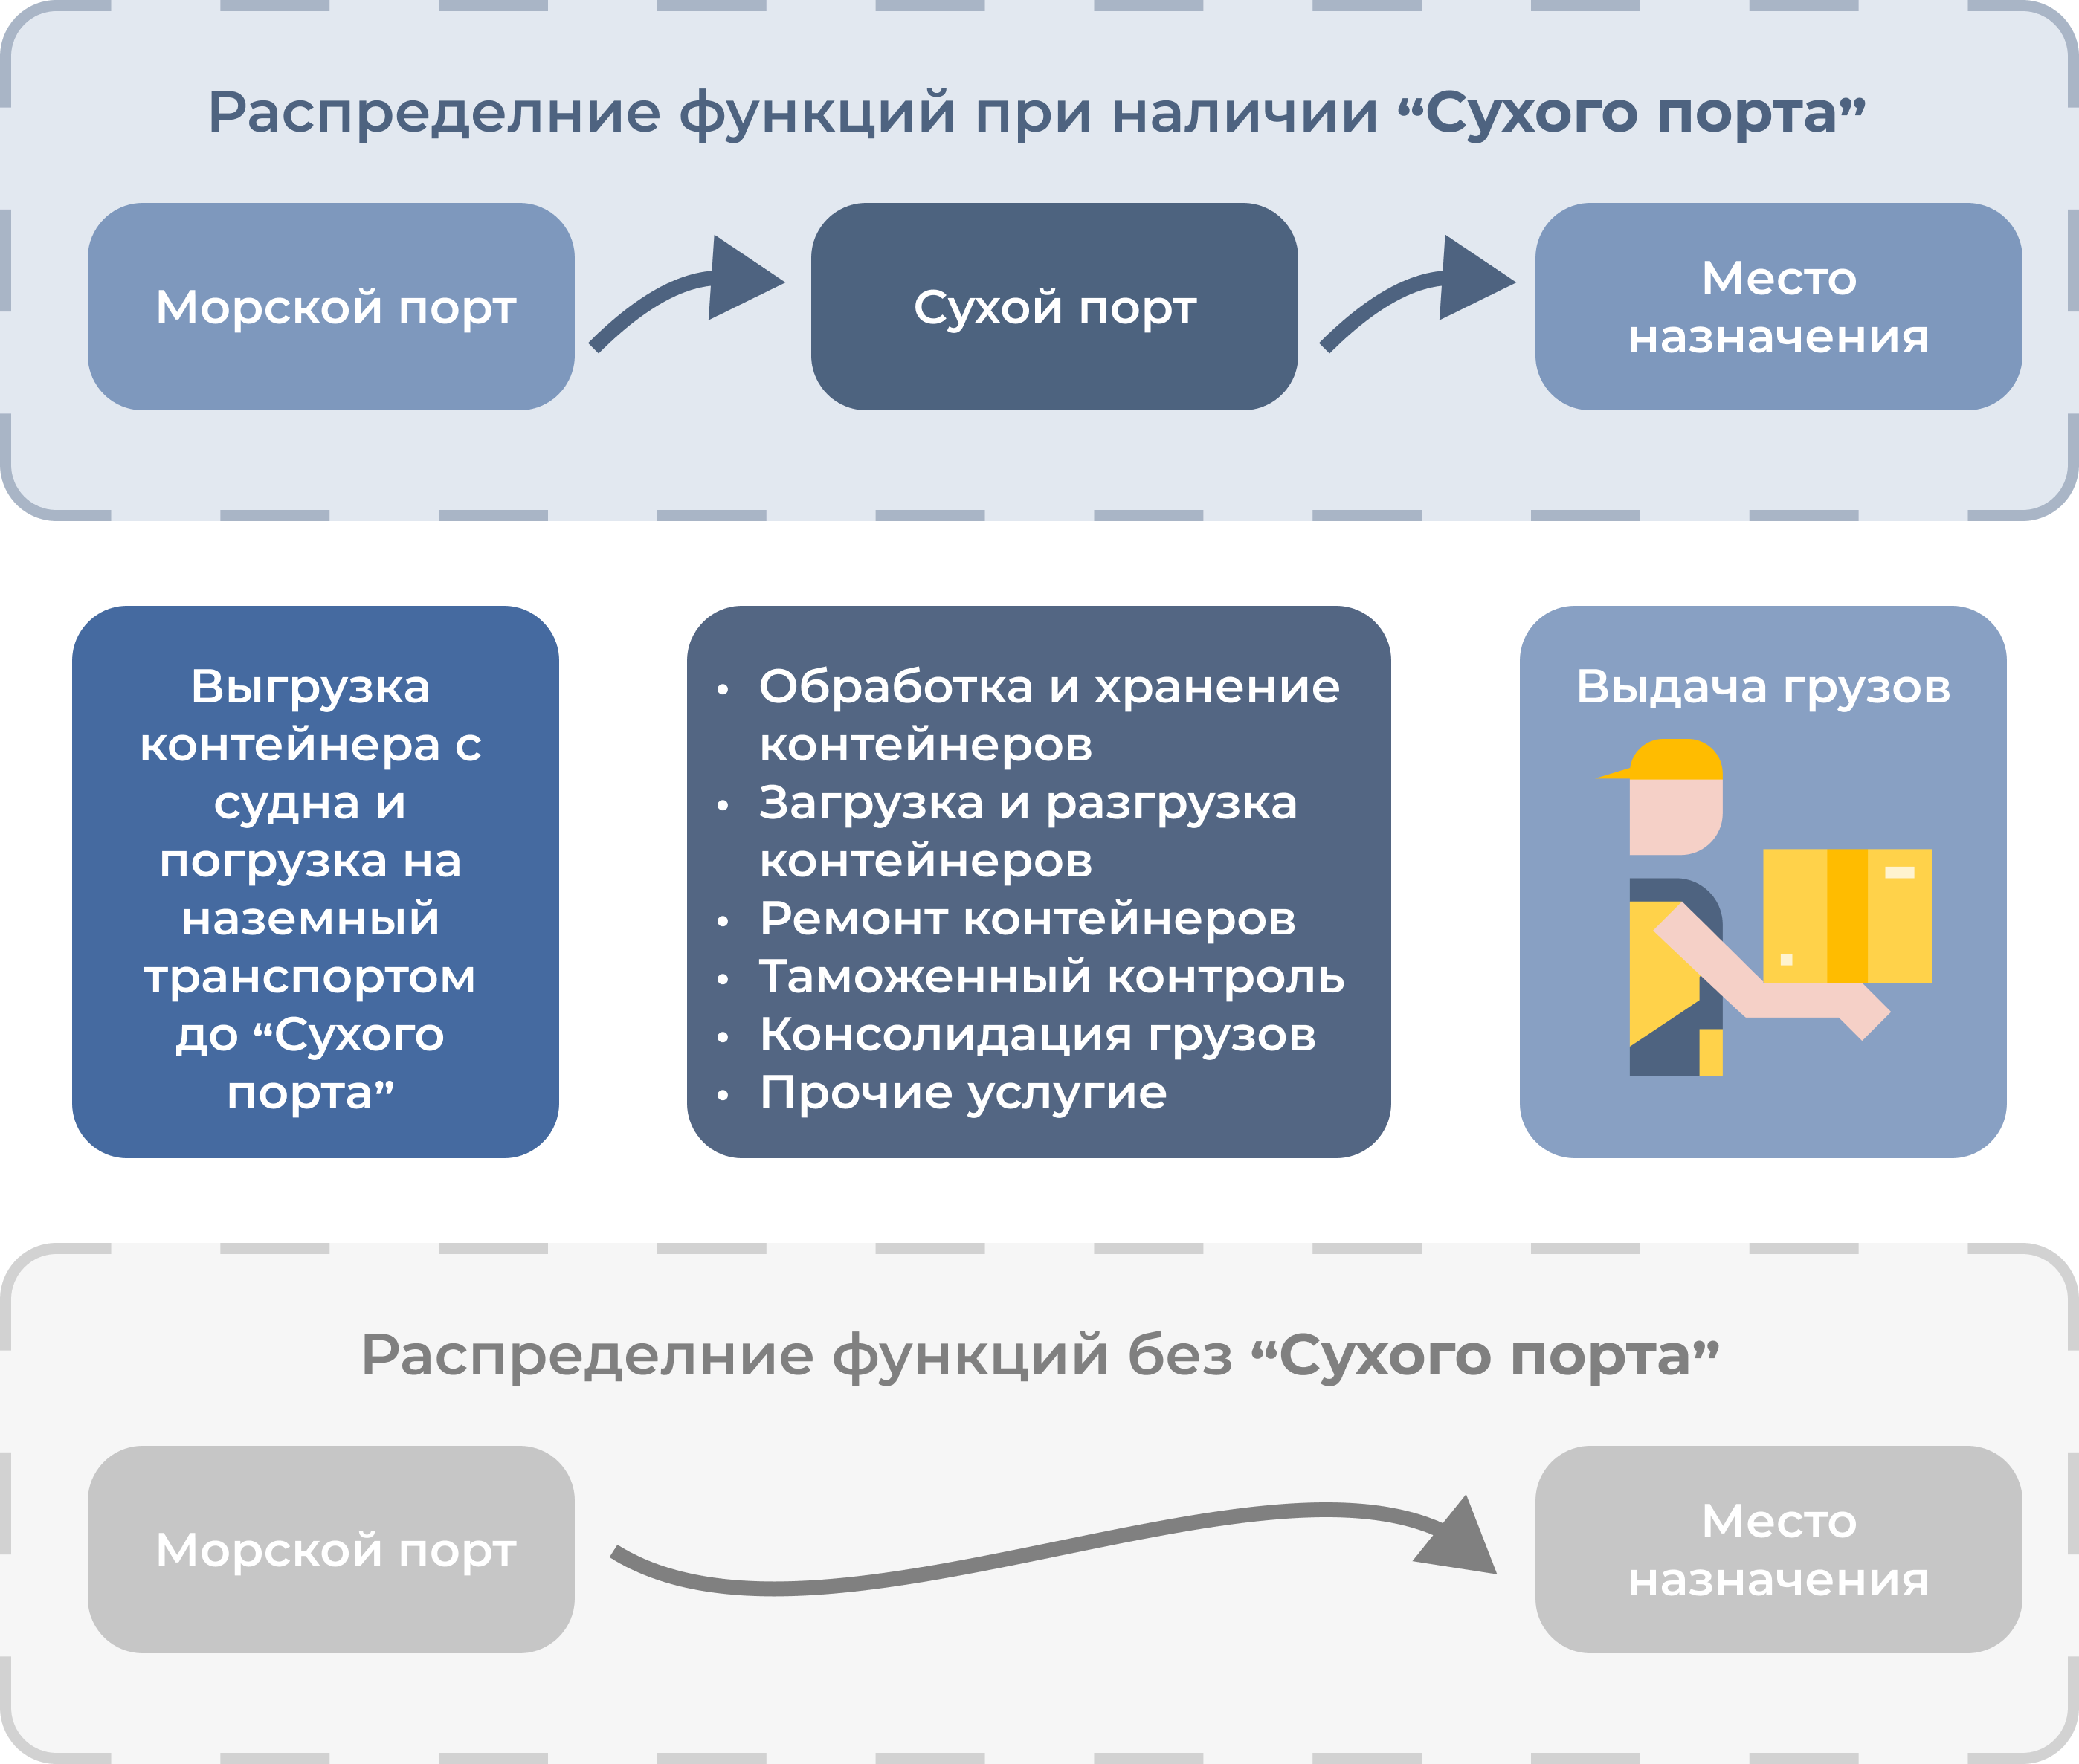 Распределние функций при наличии “Сухого порта”
Морской порт
Сухой порт
Место
назначения
Выгрузка
контейнера с
судна и
погрузка на
наземный
транспортом
до “Сухого
порта”
• Обработка и хранение
контейнеров
• Загрузка и разгрузка
контейнеров
• Ремонт контейнеров
• Таможенный контроль
• Консолидация грузов
• Прочие услугие
Выдача грузов
Распределние функций без “Сухого порта“
Морской порт
Место
назначения